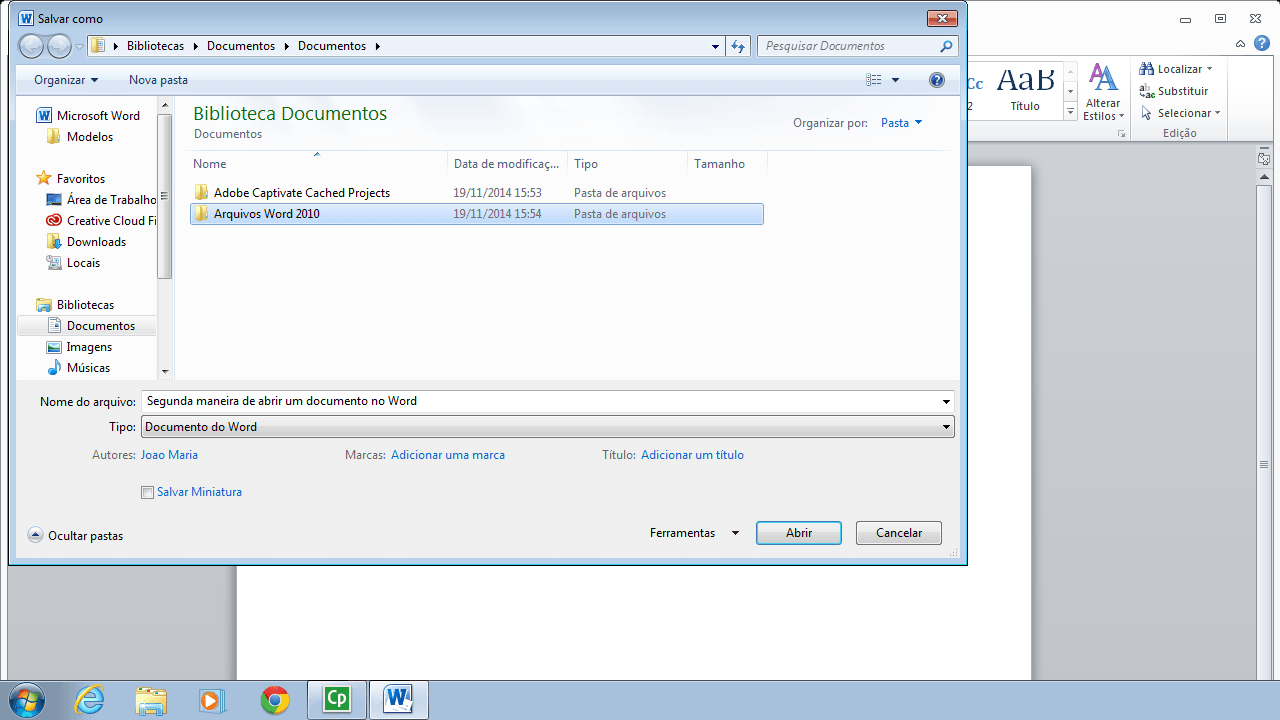 Salvar como
Bibliotecas Documentos Documentos
Pesquisar Documentos
Organizar Nova pasta
Microsoft Word
Modelos
Favoritos
Área de Trabalho
Creative Cloud Fi
Downloads
Locais
Bibliotecas
Documentos
Imagens
Músicas
Biblioteca Documentos
Documentos
Organizar por: Pasta
Nome Data de modificaç... Tipo Tamanho
Adobe Captivate Cached Projects 19/11/2014 15:53 Pasta de arquivos
Arquivos Word 2010 19/11/2014 15:54 Pasta de arquivos
Nome do arquivo: Segunda maneira de abrir um documento no Word
Tipo: Documento do Word
Autores: Joao Maria Marcas: Adicionar uma marca Título: Adicionar um título
Salvar Miniatura
Ocultar pastas
Ferramentas Abrir Cancelar
Cc AaB
2 Título
Alterar
Estilos
Localizar
Substituir
Selecionar
Edição
Cp W